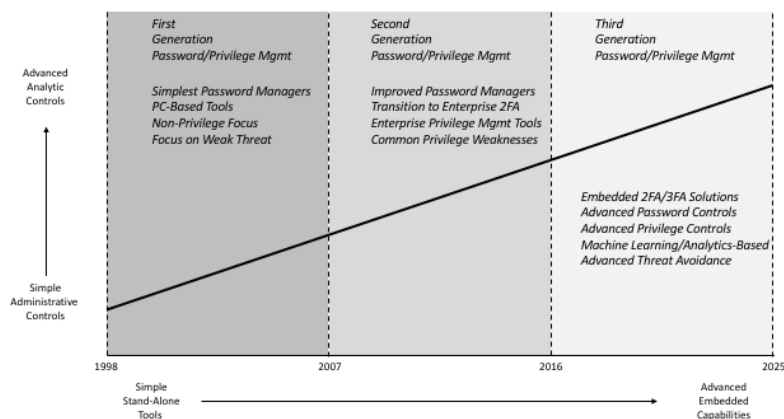 First
Generation
Password/Privilege Mgmt
Second
Generation
Password/Privilege Mgmt
Third
Generation
Password/Privilege Mgmt
Advanced
Analytic
Controls
Simplest Password Managers
PC-Based Tools
Non-Privilege Focus
Focus on Weak Threat
Improved Password Managers
Transition to Enterprise 2FA
Enterprise Privilege Mgmt Tools
Common Privilege Weaknesses
Embedded 2FA/3FA Solutions
Advanced Password Controls
Advanced Privilege Controls
Machine Learning/Analytics-Based
Advanced Threat Avoidance
Simple
Administrative
Controls
1998
2007
2016
2025
Simple
Stand-Alone
Tools
Advanced
Embedded
Capabilities